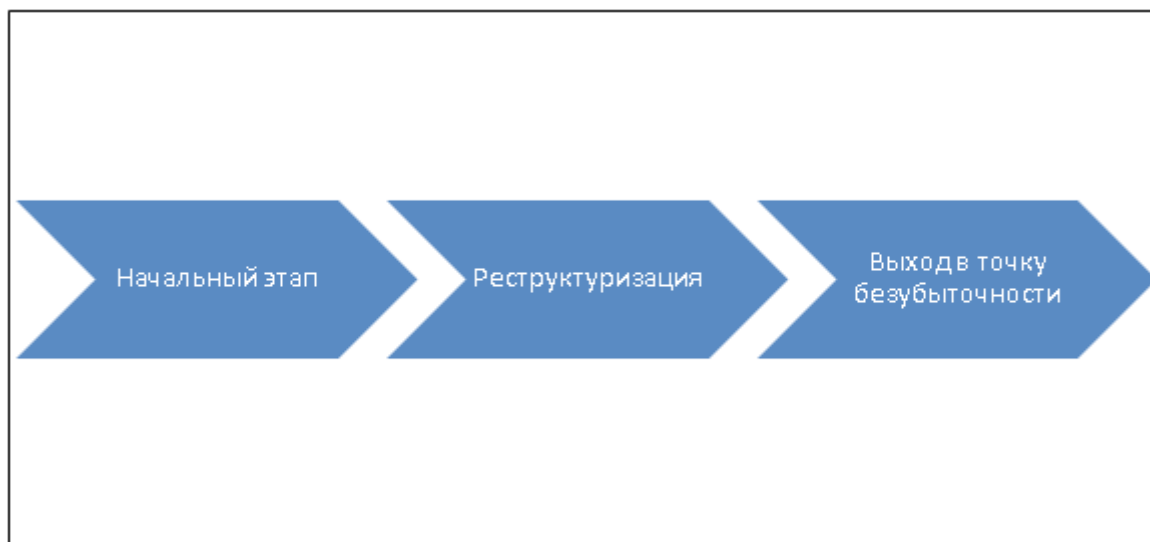 Начальный этап
Реструктуризация
Выход в точку
безубыточности